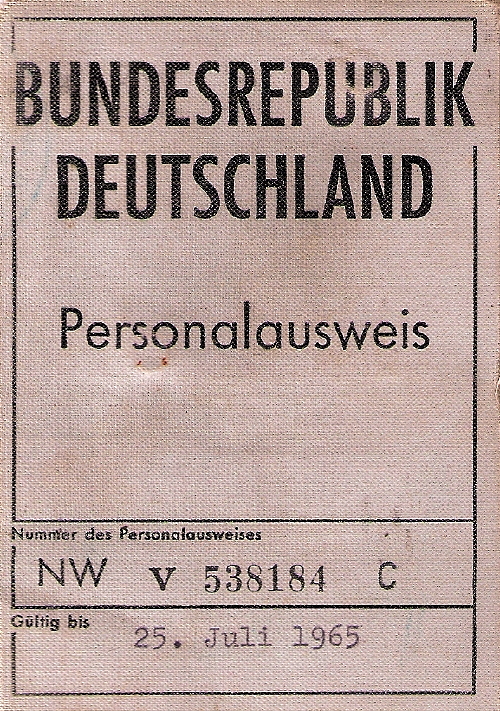 BUNDESREPUBLIK
DEUTSCHLAND
Personalausweis
Nummer des Personalausweises
NW V 538184 C
Gültig bis
25. Juli 1965